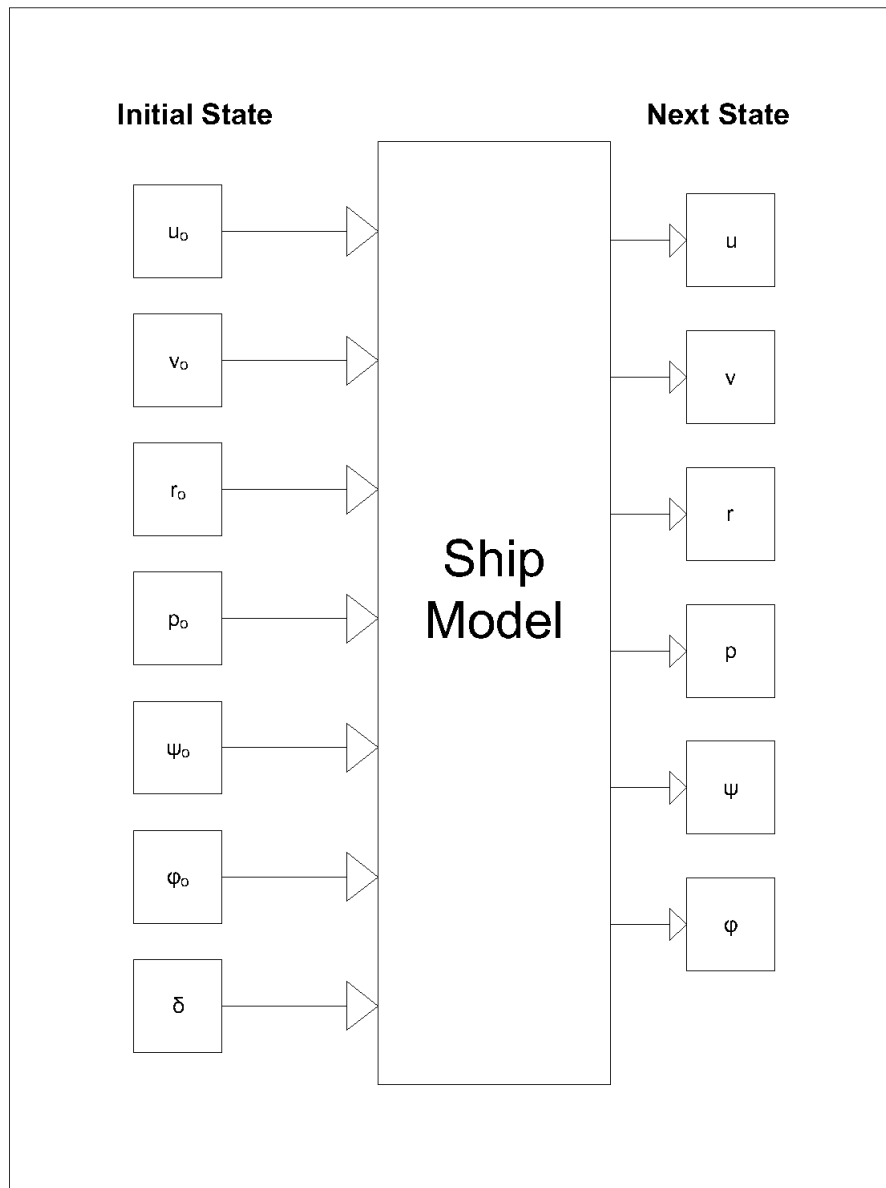 Initial State
Next State
uₒ
vₒ
rₒ
pₒ
ψₒ
φₒ
δ
Ship
Model
u
v
r
p
ψ
φ